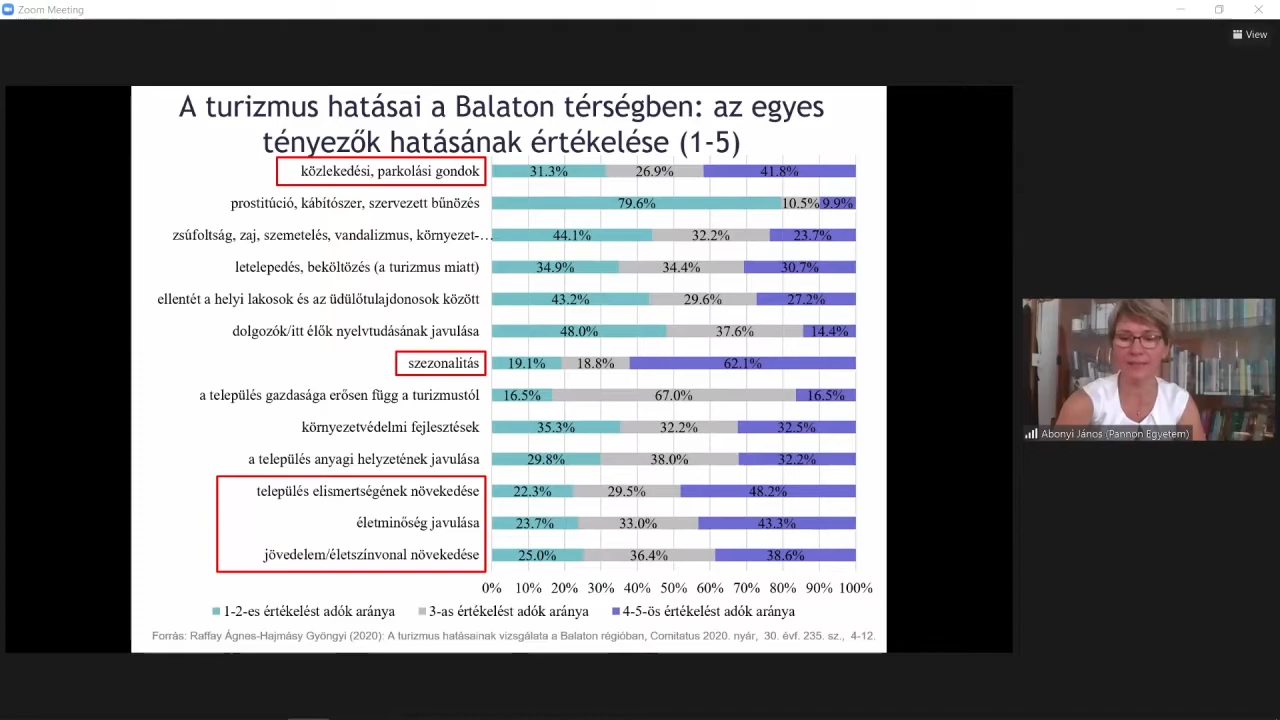 Zoom Meeting
View
A turizmus hatásai a Balaton térségben: az egyes
tényezők hatásának értékelése (1-5)
közlekedési, parkolási gondok 31.3% 26.9% 41.8%
prostitúció, kábítószer, szervezett bűnözés 79.6% 10.5% 9.9%
zsúfoltság, zaj, szemetelés, vandalizmus, környezet-… 44.1% 32.2% 23.7%
letelepedés, beköltözés (a turizmus miatt) 34.9% 34.4% 30.7%
ellentét a helyi lakosok és az üdülőtulajdonosok között 43.2% 29.6% 27.2%
dolgozók/itt élők nyelvtudásának javulása 48.0% 37.6% 14.4%
szezonalitás 19.1% 18.8% 62.1%
a település gazdasága erősen függ a turizmustól 16.5% 67.0% 16.5%
környezetvédelmi fejlesztések 35.3% 32.2% 32.5%
a település anyagi helyzetének javulása 29.8% 38.0% 32.2%
település elismertségének növekedése 22.3% 29.5% 48.2%
életminőség javulása 23.7% 33.0% 43.3%
jövedelem/életszínvonal növekedése 25.0% 36.4% 38.6%
0% 10% 20% 30% 40% 50% 60% 70% 80% 90% 100%
1-2-es értékelést adók aránya 3-as értékelést adók aránya 4-5-ös értékelést adók aránya
Forrás: Raffay Ágnes-Hajmásy Gyöngyi (2020): A turizmus hatásainak vizsgálata a Balaton régióban, Comitatus 2020. nyár, 30. évf. 235. sz., 4-12.
Abonyi János (Pannon Egyetem)